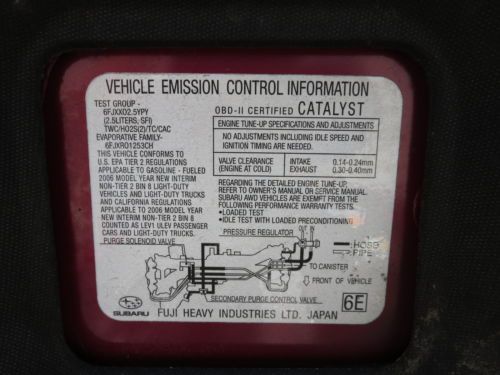 VEHICLE EMISSION CONTROL INFORMATION
TEST GROUP -
6FJXX02.5YPY
(2.5LITERS, SFI)
TWC/HO2S(2)/TC/CAC
EVAPORATIVE FAMILY-
6FJXR01253CH
THIS VEHICLE CONFORMS TO
U.S. EPA TIER 2 REGULATIONS
APPLICABLE TO GASOLINE - FUELED
2006 MODEL YEAR NEW INTERIM
NON-TIER 2 BIN 8 LIGHT-DUTY
VEHICLES AND LIGHT-DUTY TRUCKS
AND CALIFORNIA REGULATIONS
APPLICABLE TO 2006 MODEL YEAR
NEW INTERIM NON-TIER 2 BIN 8
COUNTED AS LEV1 ULEV PASSENGER
CARS AND LIGHT-DUTY TRUCKS.
OBD-II CERTIFIED CATALYST
ENGINE TUNE-UP SPECIFICATIONS AND ADJUSTMENTS
NO ADJUSTMENTS INCLUDING IDLE SPEED AND
IGNITION TIMING ARE NEEDED.
VALVE CLEARANCE INTAKE 0.14-0.24mm
(ENGINE AT COLD) EXHAUST 0.30-0.40mm
REGARDING THE DETAILED ENGINE TUNE-UP,
REFER TO OWNER'S MANUAL OR SERVICE MANUAL.
SUBARU AWD VEHICLES ARE EXEMPT FROM THE
FOLLOWING PERFORMANCE WARRANTY TESTS.
•LOADED TEST
•IDLE TEST WITH LOADED PRECONDITIONING
PURGE SOLENOID VALVE
PRESSURE REGULATOR
OUT IN
:HOSE
:PIPE
TO CANISTER
FRONT OF VEHICLE
SECONDARY PURGE CONTROL VALVE
SUBARU
FUJI HEAVY INDUSTRIES LTD. JAPAN
6E